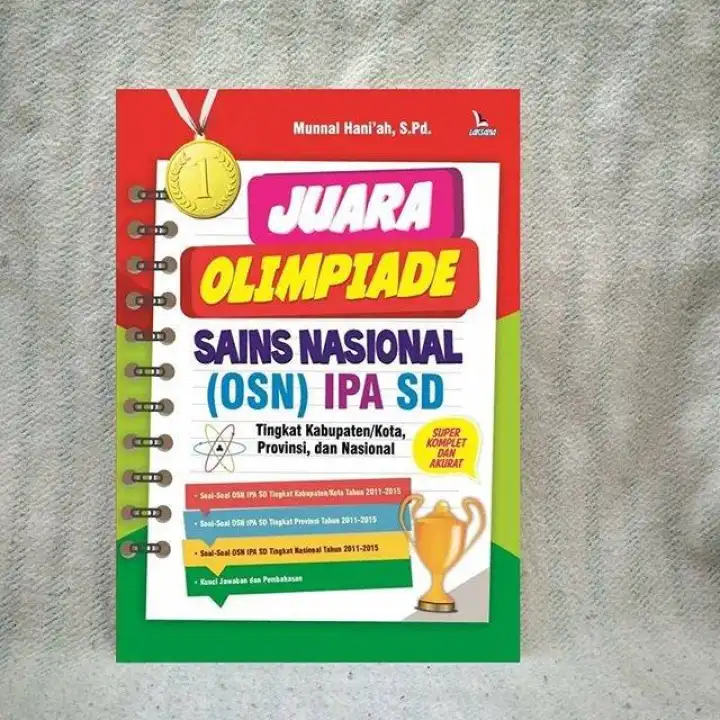 Munnal Hani'ah, S.Pd.
LAKSANA
1
JUARA
OLIMPIADE
SAINS NASIONAL
(OSN) IPA SD
Tingkat Kabupaten/Kota,
Provinsi, dan Nasional
SUPER
KOMPLET
DAN
AKURAT
• Soal-Soal OSN IPA SD Tingkat Kabupaten/Kota Tahun 2011-2015
• Soal-Soal OSN IPA SD Tingkat Provinsi Tahun 2011-2015
• Soal-Soal OSN IPA SD Tingkat Nasional Tahun 2011-2015
• Kunci Jawaban dan Pembahasan